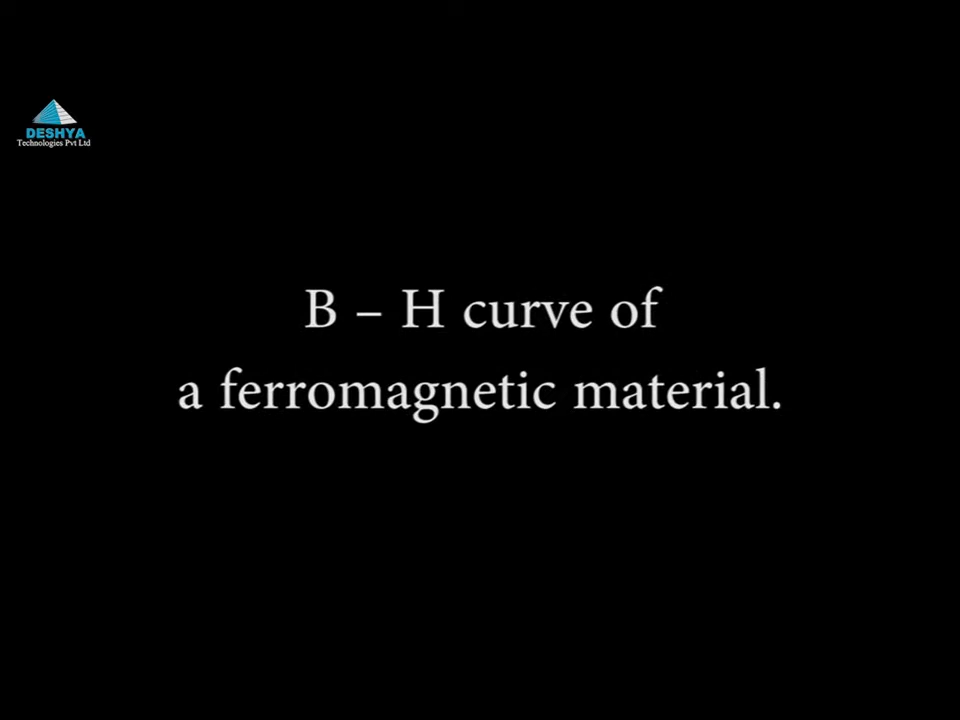 DESHYA
Technologies Pvt Ltd
B – H curve of
a ferromagnetic material.